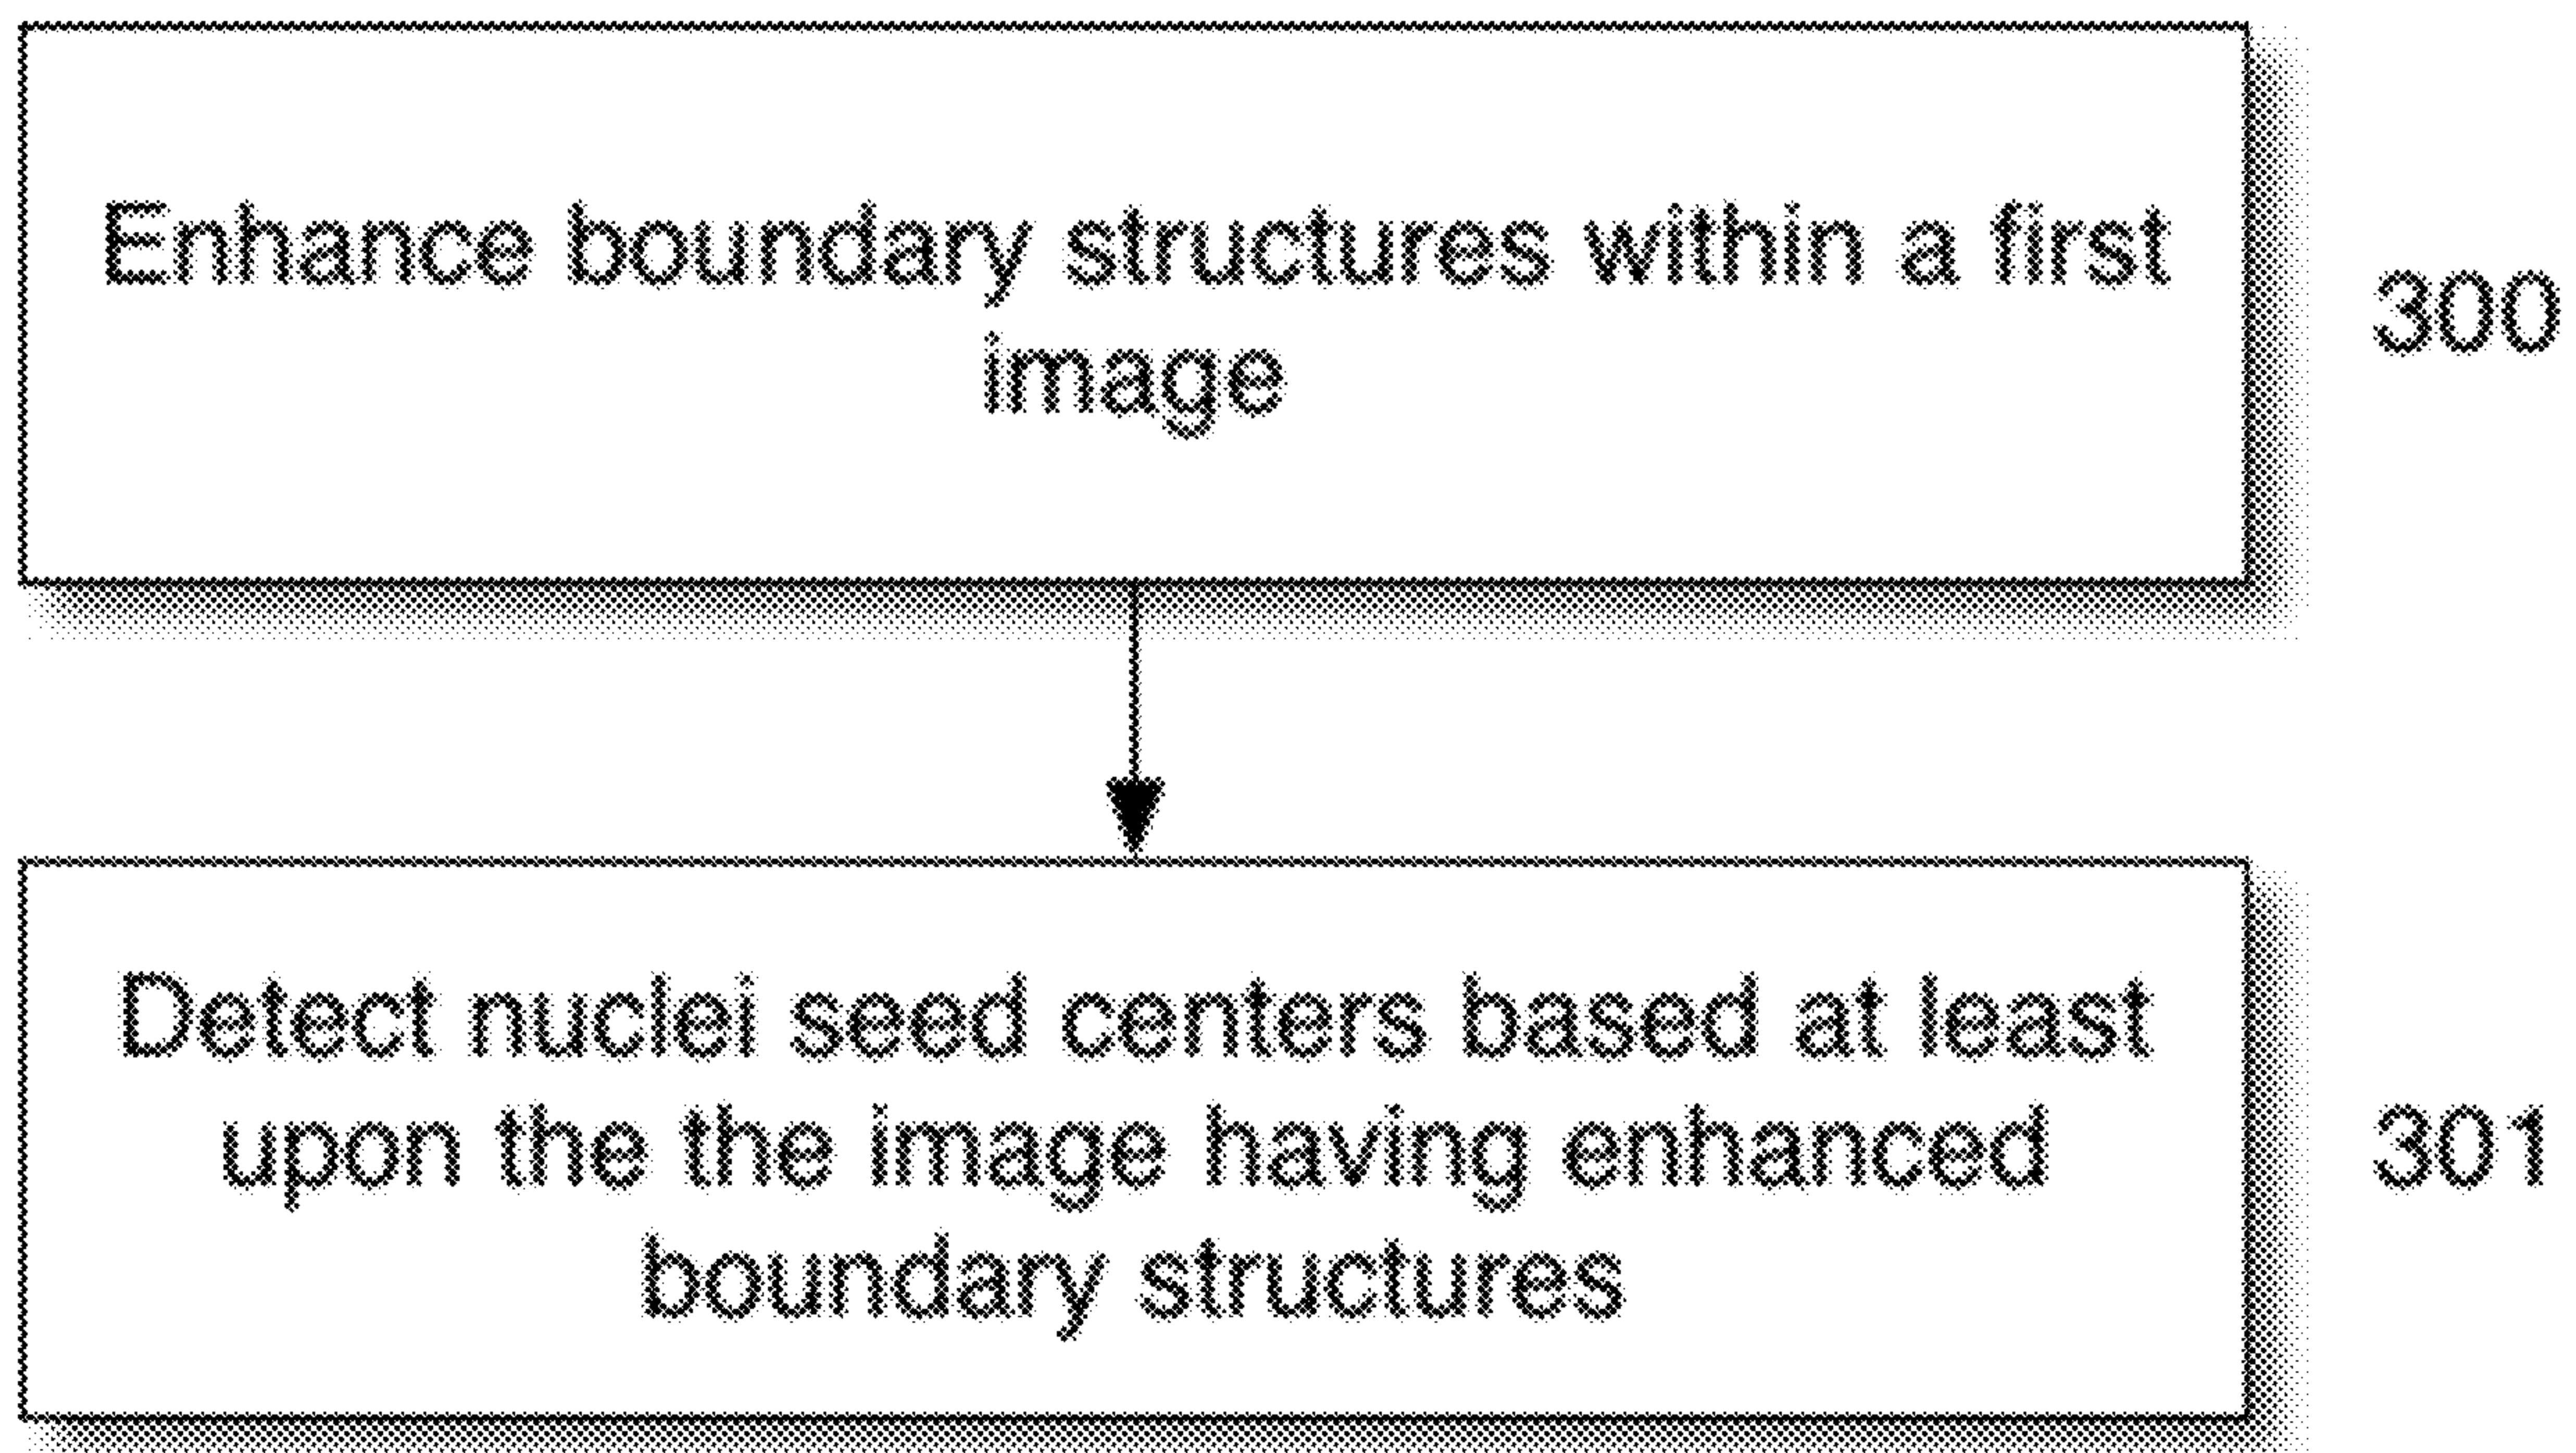 Enhance boundary structures within a first
image
300
Detect nuclei seed centers based at least
upon the the image having enhanced
boundary structures
301